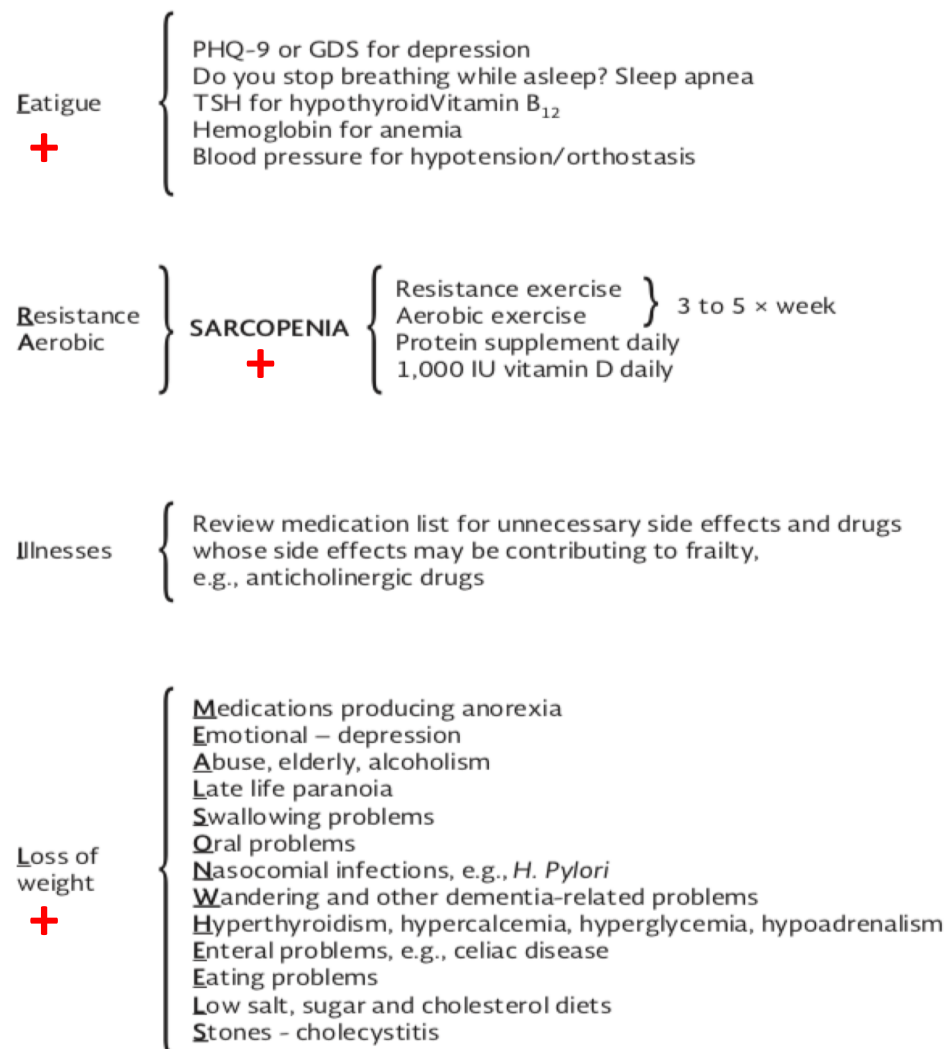 Fatigue
PHQ-9 or GDS for depression
Do you stop breathing while asleep? Sleep apnea
TSH for hypothyroidVitamin B12
Hemoglobin for anemia
Blood pressure for hypotension/orthostasis
Resistance
Aerobic
SARCOPENIA
Resistance exercise
Aerobic exercise
3 to 5 × week
Protein supplement daily
1,000 IU vitamin D daily
Illnesses
Review medication list for unnecessary side effects and drugs
whose side effects may be contributing to frailty,
e.g., anticholinergic drugs
Loss of
weight
Medications producing anorexia
Emotional – depression
Abuse, elderly, alcoholism
Late life paranoia
Swallowing problems
Oral problems
Nasocomial infections, e.g., H. Pylori
Wandering and other dementia-related problems
Hyperthyroidism, hypercalcemia, hyperglycemia, hypoadrenalism
Enteral problems, e.g., celiac disease
Eating problems
Low salt, sugar and cholesterol diets
Stones - cholecystitis